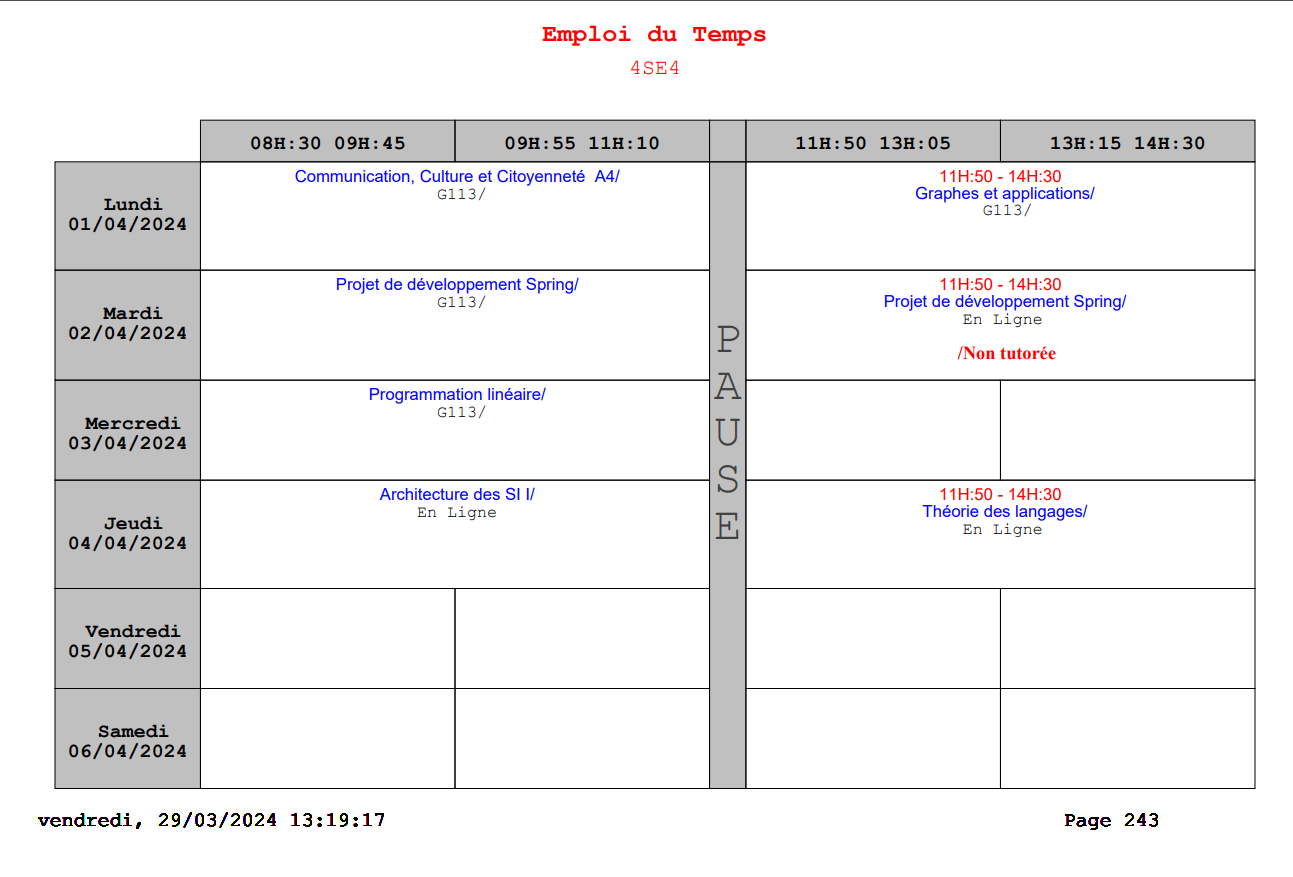 Emploi du Temps
4SE4
08H:30 09H:45
09H:55 11H:10
11H:50 13H:05
13H:15 14H:30
Lundi
01/04/2024
Communication, Culture et Citoyenneté  A4/
G113/
11H:50 - 14H:30
Graphes et applications/
G113/
Mardi
02/04/2024
Projet de développement Spring/
G113/
11H:50 - 14H:30
Projet de développement Spring/
En Ligne
/Non tutorée
Mercredi
03/04/2024
Programmation linéaire/
G113/
Jeudi
04/04/2024
Architecture des SI I/
En Ligne
11H:50 - 14H:30
Théorie des langages/
En Ligne
Vendredi
05/04/2024
Samedi
06/04/2024
P
A
U
S
E
vendredi, 29/03/2024 13:19:17
Page 243